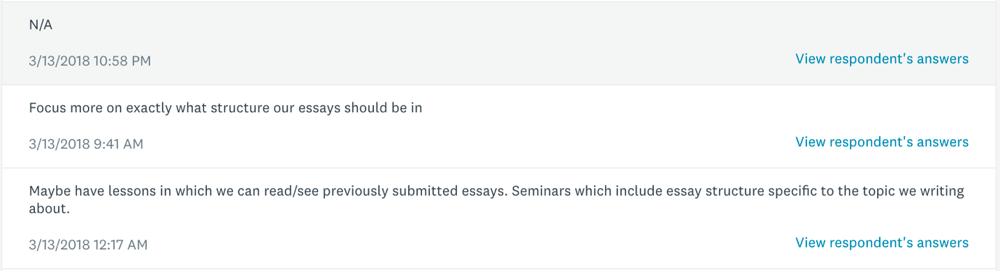 N/A
3/13/2018 10:58 PM
View respondent's answers
Focus more on exactly what structure our essays should be in
3/13/2018 9:41 AM
View respondent's answers
Maybe have lessons in which we can read/see previously submitted essays. Seminars which include essay structure specific to the topic we writing
about.
3/13/2018 12:17 AM
View respondent's answers